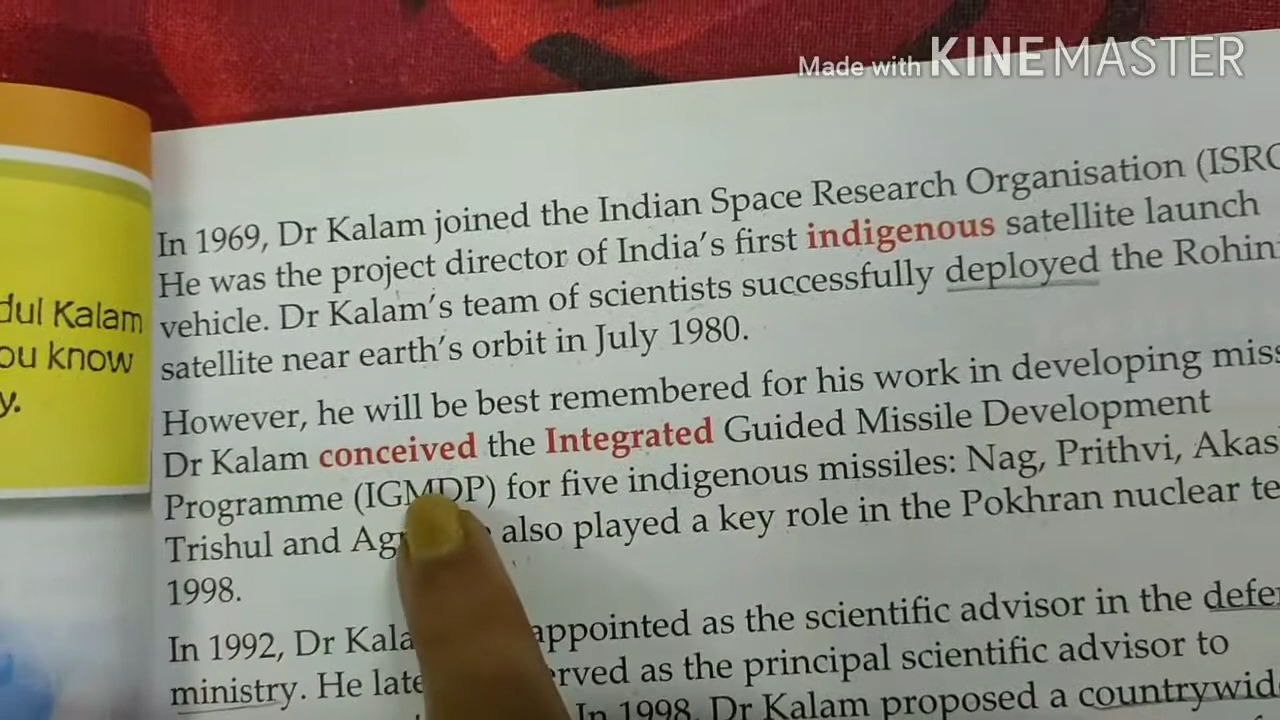 Made with KINEMASTER
dul Kalam
ou know
y.
In 1969, Dr Kalam joined the Indian Space Research Organisation (ISRO
He was the project director of India's first indigenous satellite launch
vehicle. Dr Kalam's team of scientists successfully deployed the Rohin
satellite near earth's orbit in July 1980.
However, he will be best remembered for his work in developing miss
Dr Kalam conceived the Integrated Guided Missile Development
Programme (IGMDP) for five indigenous missiles: Nag, Prithvi, Akas
Trishul and Ag also played a key role in the Pokhran nuclear te
1998.
In 1992, Dr Kala appointed as the scientific advisor in the defe
ministry. He late rved as the principal scientific advisor to
In 1998, Dr Kalam proposed a countrywid